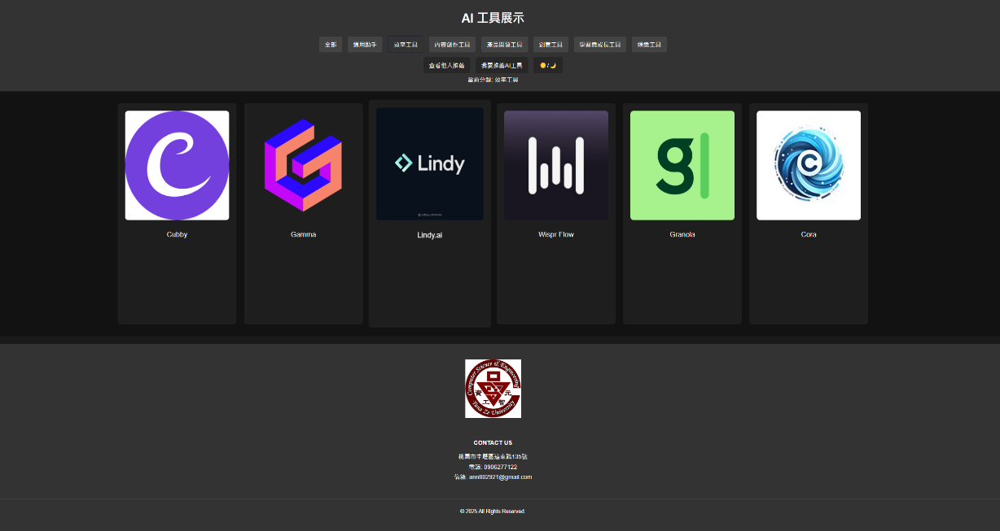 AI 工具展示
全部 通用助手 效率工具 內容創作工具 產品開發工具 創意工具 學習與成長工具 娛樂工具
查看他人推薦 我要推薦AI工具 /
當前分類: 效率工具
Lindy
g
C
Cubby Gamma Lindy.ai Wispr Flow Granola Cora
Computer Science & Engineering
資 元
工 智
Yuan Ze University
CONTACT US
桃園市中壢區遠東路135號
電話: 0906277122
信箱: ann802921@gmail.com
© 2025 All Rights Reserved.